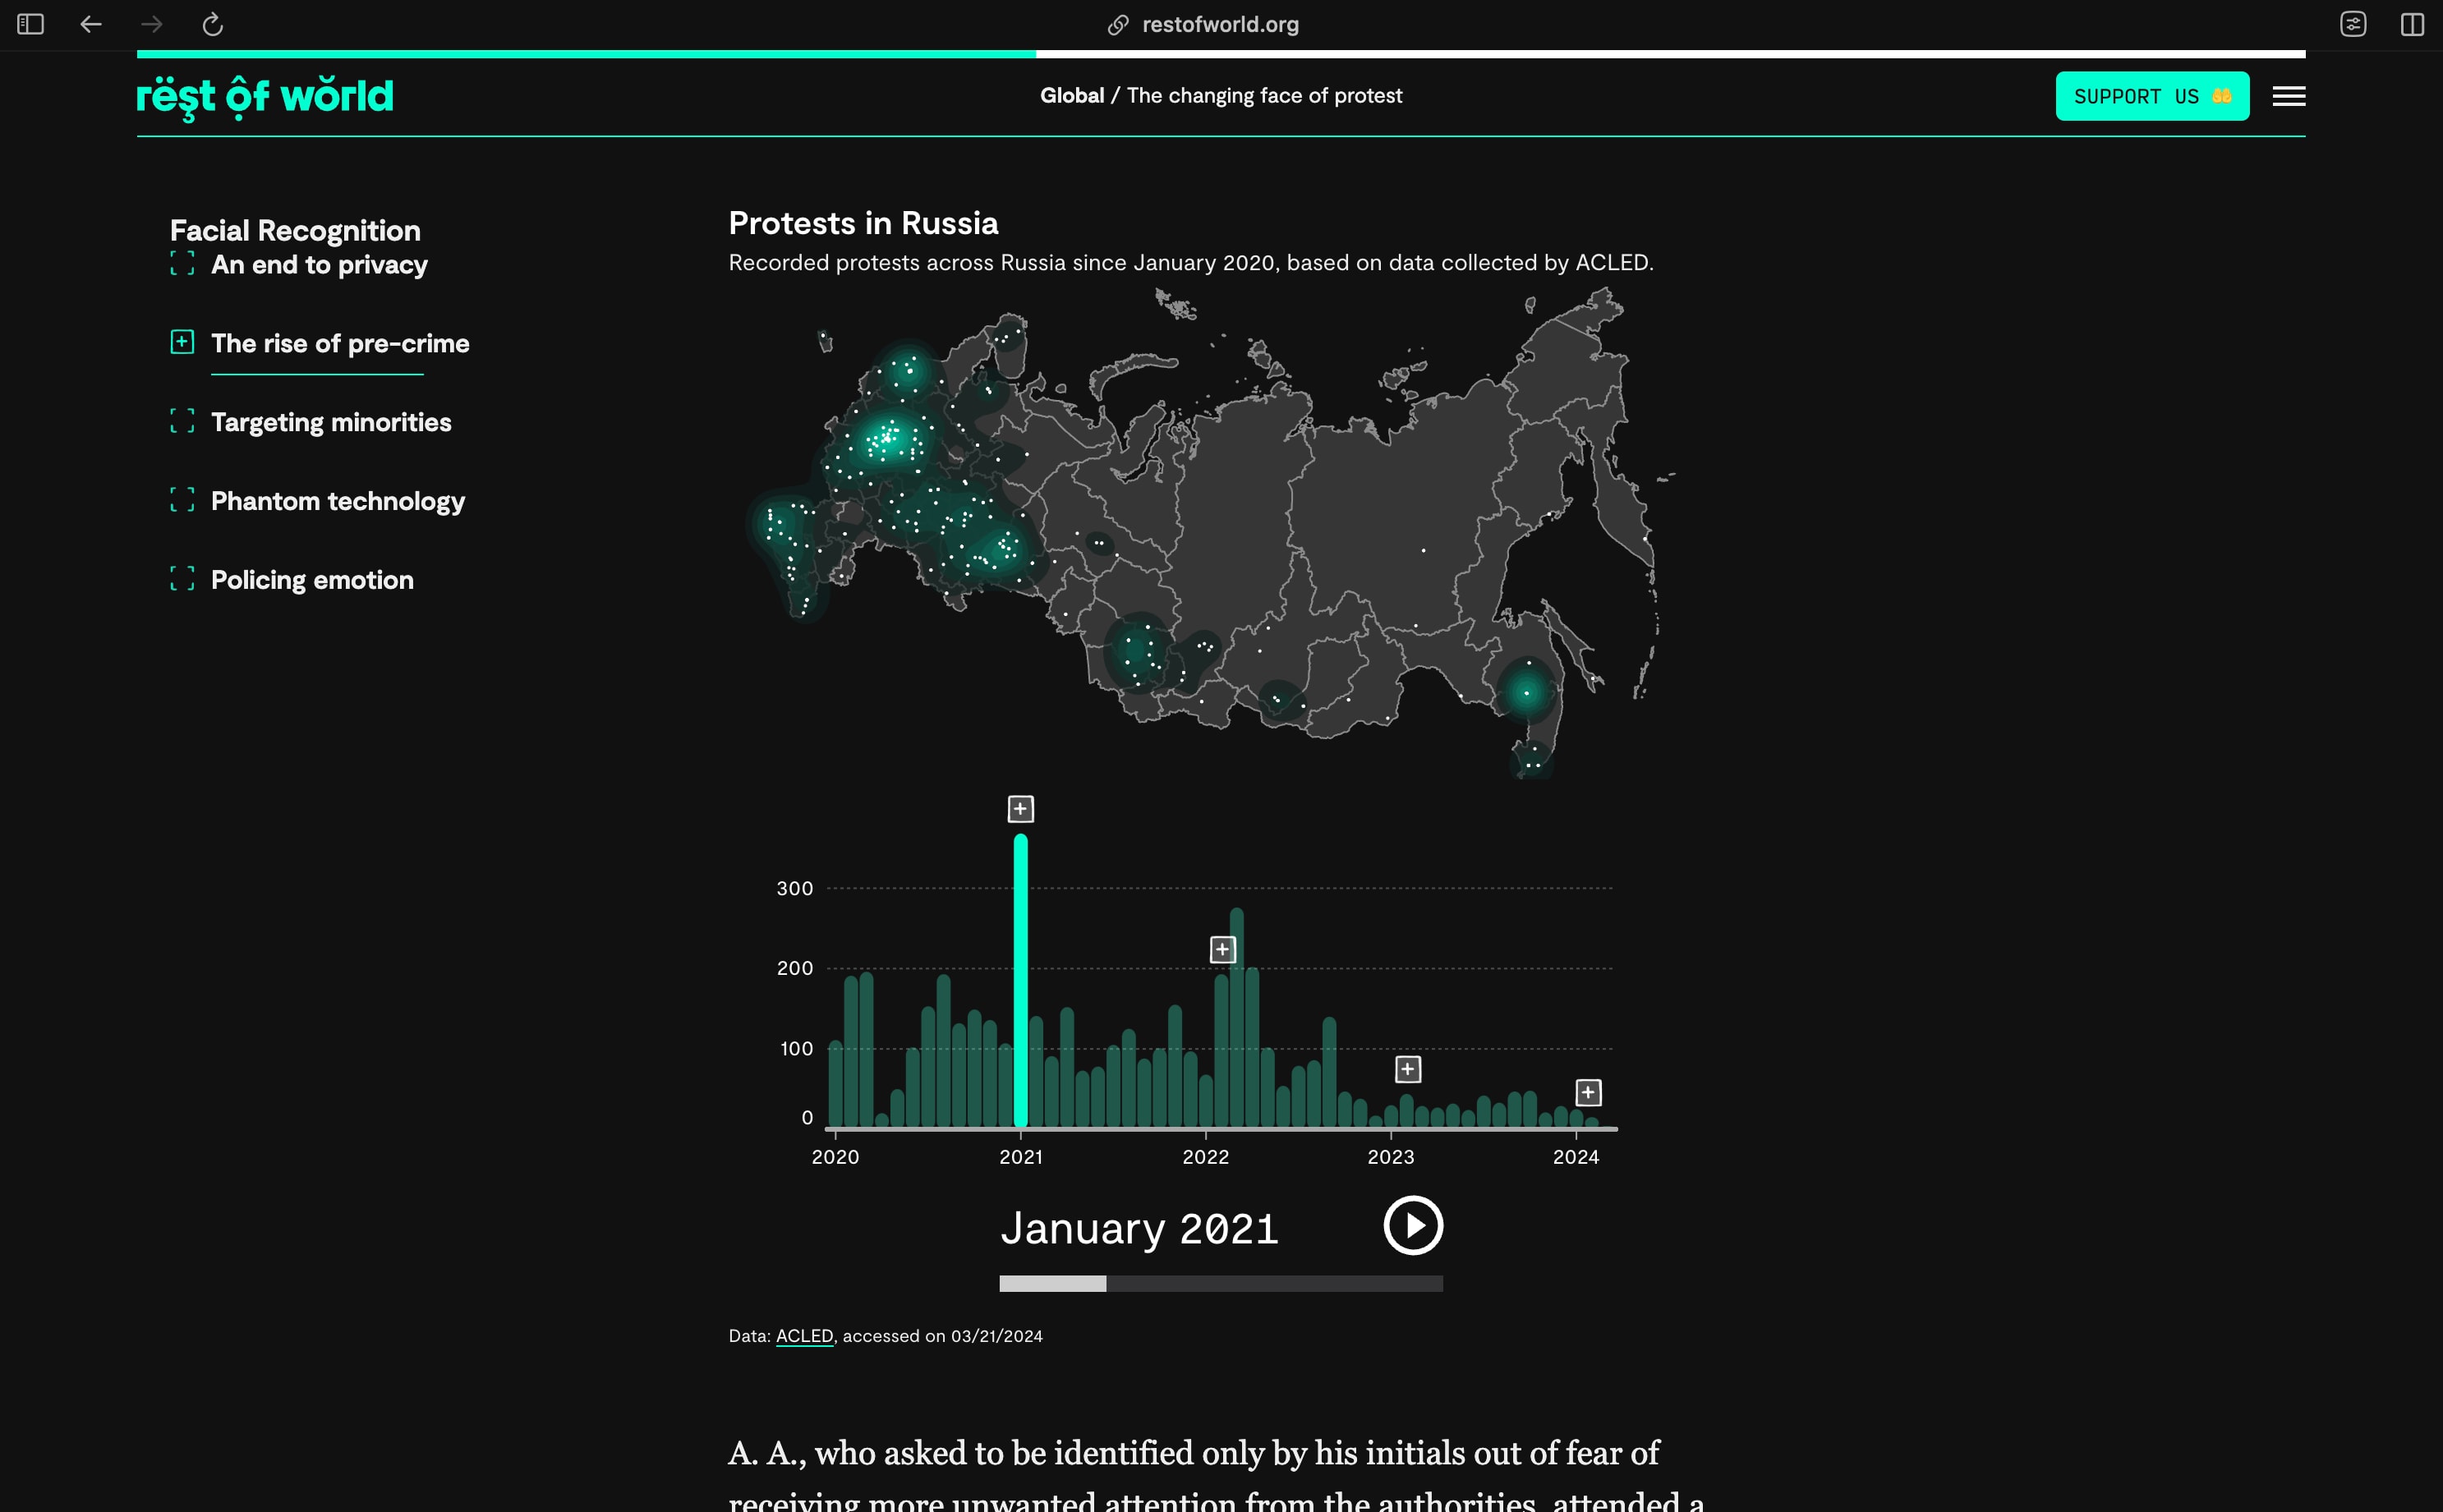 restofworld.org
rëşt ộf wŏrld
Global / The changing face of protest
SUPPORT US
Facial Recognition
An end to privacy
The rise of pre-crime
Targeting minorities
Phantom technology
Policing emotion
Protests in Russia
Recorded protests across Russia since January 2020, based on data collected by ACLED.
300
200
100
0
2020 2021 2022 2023 2024
January 2021
Data: ACLED, accessed on 03/21/2024
A. A., who asked to be identified only by his initials out of fear of
receiving more unwanted attention from the authorities, attended a